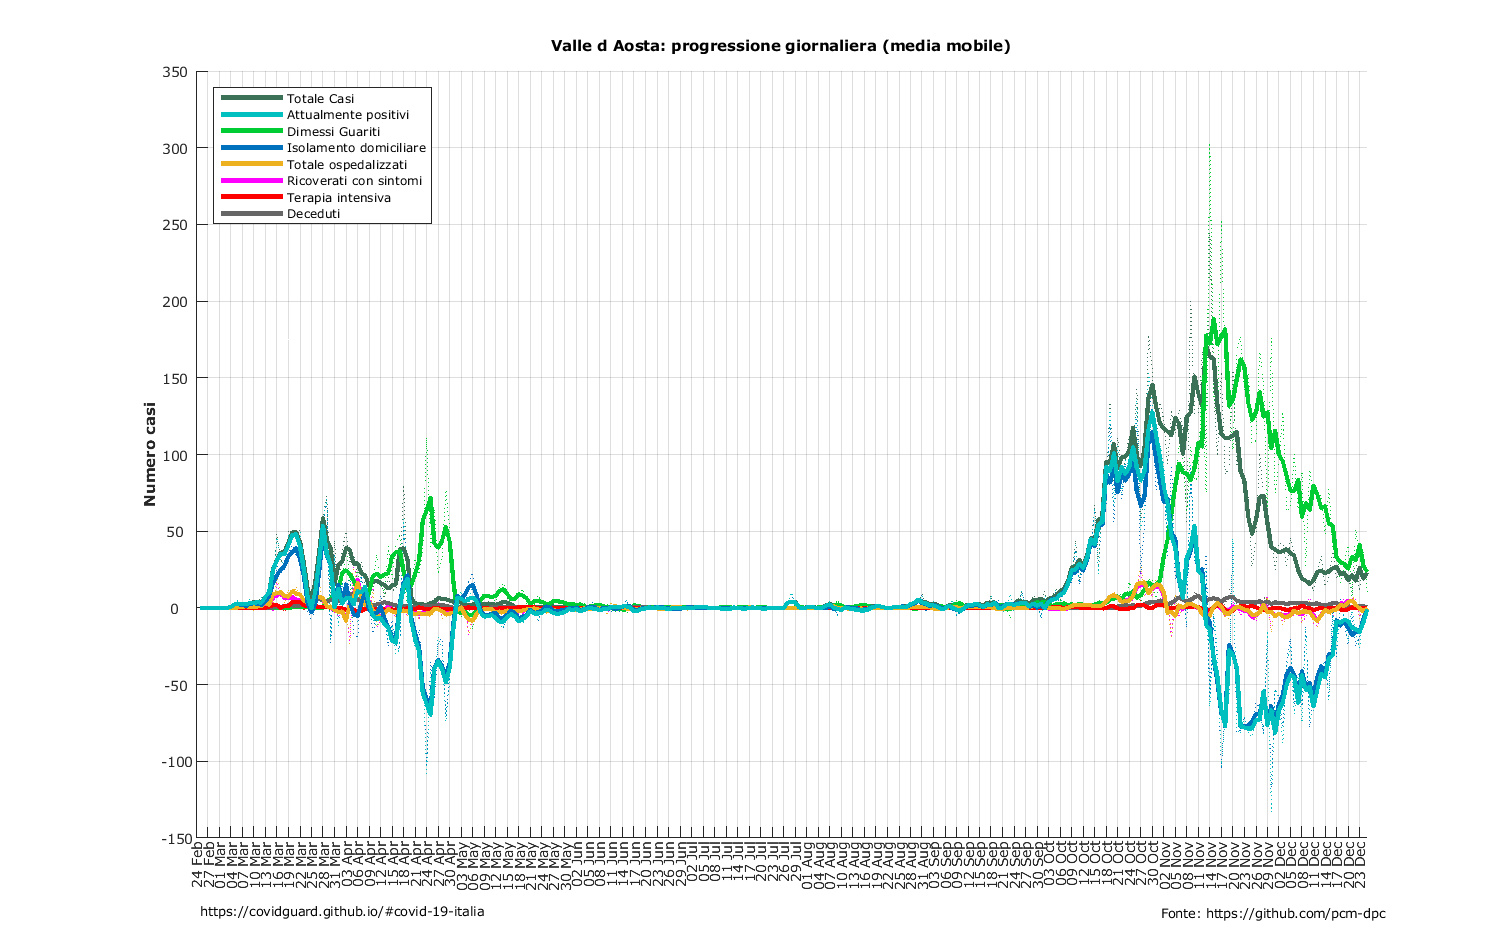 Valle d Aosta: progressione giornaliera (media mobile)
350
300
250
200
150
100
50
0
-50
-100
-150
Numero casi
Totale Casi
Attualmente positivi
Dimessi Guariti
Isolamento domiciliare
Totale ospedalizzati
Ricoverati con sintomi
Terapia intensiva
Deceduti
24 Feb
27 Feb
01 Mar
04 Mar
07 Mar
10 Mar
13 Mar
16 Mar
19 Mar
22 Mar
25 Mar
28 Mar
31 Mar
03 Apr
06 Apr
09 Apr
12 Apr
15 Apr
18 Apr
21 Apr
24 Apr
27 Apr
30 Apr
03 May
06 May
09 May
12 May
15 May
18 May
21 May
24 May
27 May
30 May
02 Jun
05 Jun
08 Jun
11 Jun
14 Jun
17 Jun
20 Jun
23 Jun
26 Jun
29 Jun
02 Jul
05 Jul
08 Jul
11 Jul
14 Jul
17 Jul
20 Jul
23 Jul
26 Jul
29 Jul
01 Aug
04 Aug
07 Aug
10 Aug
13 Aug
16 Aug
19 Aug
22 Aug
25 Aug
28 Aug
31 Aug
03 Sep
06 Sep
09 Sep
12 Sep
15 Sep
18 Sep
21 Sep
24 Sep
27 Sep
30 Sep
03 Oct
06 Oct
09 Oct
12 Oct
15 Oct
18 Oct
21 Oct
24 Oct
27 Oct
30 Oct
02 Nov
05 Nov
08 Nov
11 Nov
14 Nov
17 Nov
20 Nov
23 Nov
26 Nov
29 Nov
02 Dec
05 Dec
08 Dec
11 Dec
14 Dec
17 Dec
20 Dec
23 Dec
https://covidguard.github.io/#covid-19-italia
Fonte: https://github.com/pcm-dpc